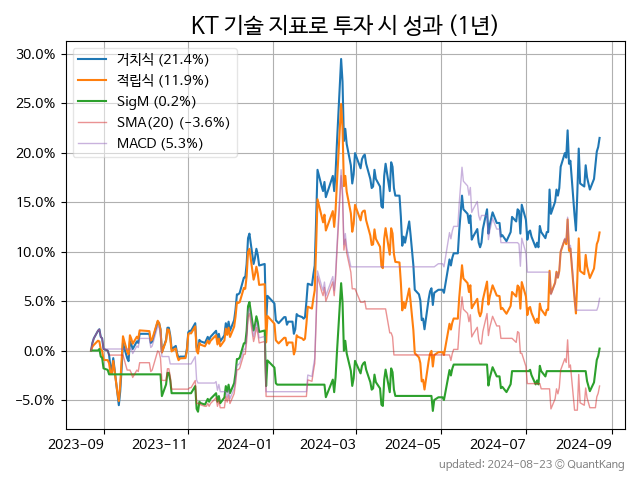 KT 기술 지표로 투자 시 성과 (1년)
30.0%
25.0%
20.0%
15.0%
10.0%
5.0%
0.0%
−5.0%
거치식 (21.4%)
적립식 (11.9%)
SigM (0.2%)
SMA(20) (−3.6%)
MACD (5.3%)
2023-09 2023-11 2024-01 2024-03 2024-05 2024-07 2024-09
updated: 2024-08-23 © QuantKang